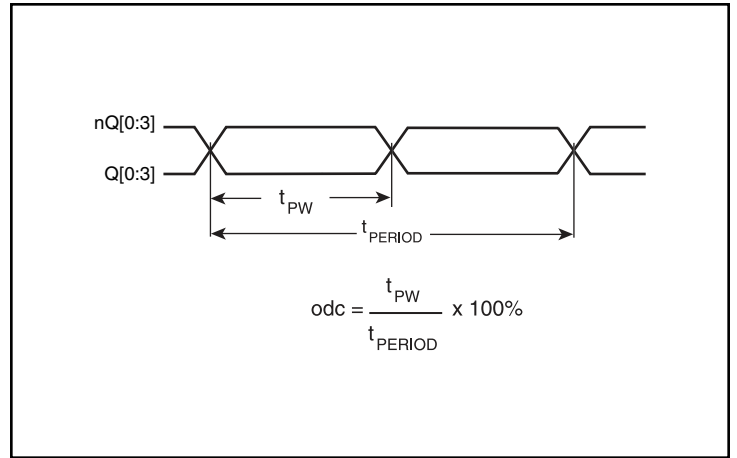 nQ[0:3]
Q[0:3]
tPW
tPERIOD
odc = tPW / tPERIOD x 100%